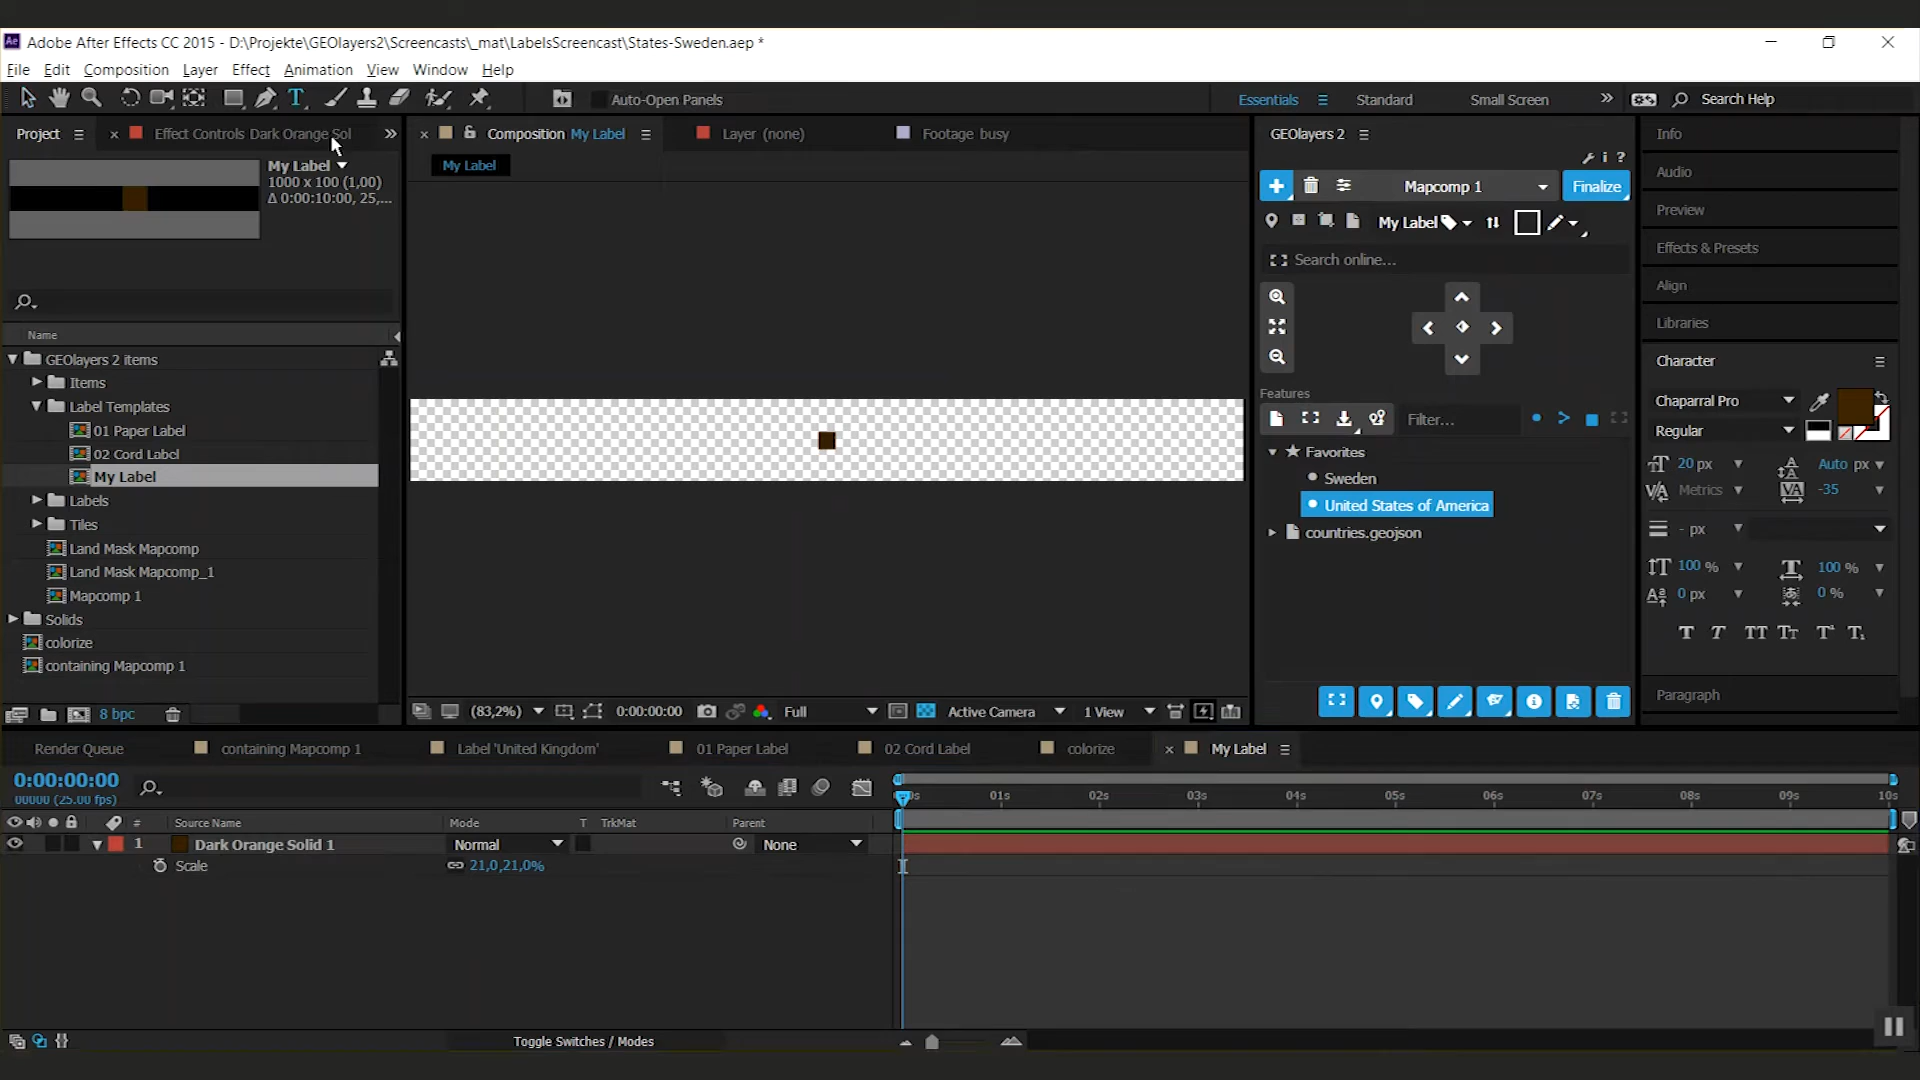 Adobe After Effects CC 2015 - D:\Projekte\GEOlayers2\Screencasts\_mat\LabelsScreencast\States-Sweden.aep *
File Edit Composition Layer Effect Animation View Window Help
Auto-Open Panels
Essentials Standard Small Screen Search Help
Project Effect Controls Dark Orange Sol
Composition My Label Layer (none) Footage busy
GEOlayers 2
Info
My Label
1000 x 100 (1,00)
Δ 0:00:10:00, 25,...
My Label
Mapcomp 1 Finalize
My Label
Search online...
Audio
Preview
Effects & Presets
Align
Libraries
Name
GEOlayers 2 items
Items
Label Templates
01 Paper Label
02 Cord Label
My Label
Labels
Tiles
Land Mask Mapcomp
Land Mask Mapcomp_1
Mapcomp 1
Solids
colorize
containing Mapcomp 1
8 bpc
(83,2%) 0:00:00:00 Full Active Camera 1 View
Features
Filter...
Favorites
Sweden
United States of America
countries.geojson
Character
Chaparral Pro
Regular
20 px Auto px
Metrics -35
- px
100 % 100 %
0 px 0 %
T T TT Tт T¹ T₁
Paragraph
Render Queue containing Mapcomp 1 Label 'United Kingdom' 01 Paper Label 02 Cord Label colorize My Label
0:00:00:00
00000 (25.00 fps)
0s 01s 02s 03s 04s 05s 06s 07s 08s 09s 10s
# Source Name Mode T TrkMat Parent
1 Dark Orange Solid 1 Normal None
Scale 21,0,21,0%
Toggle Switches / Modes